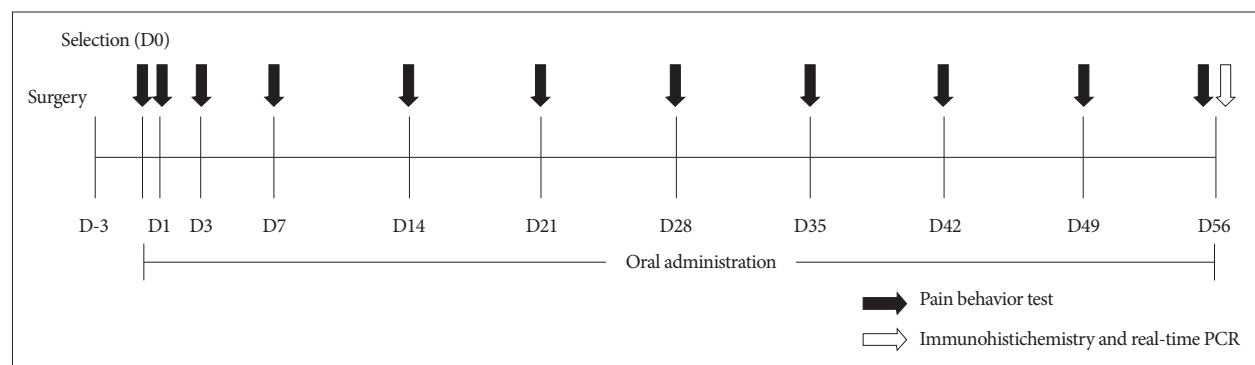 Selection (D0)
Surgery
D-3
D1
D3
D7
D14
D21
D28
D35
D42
D49
D56
Oral administration
Pain behavior test
Immunohistichemistry and real-time PCR